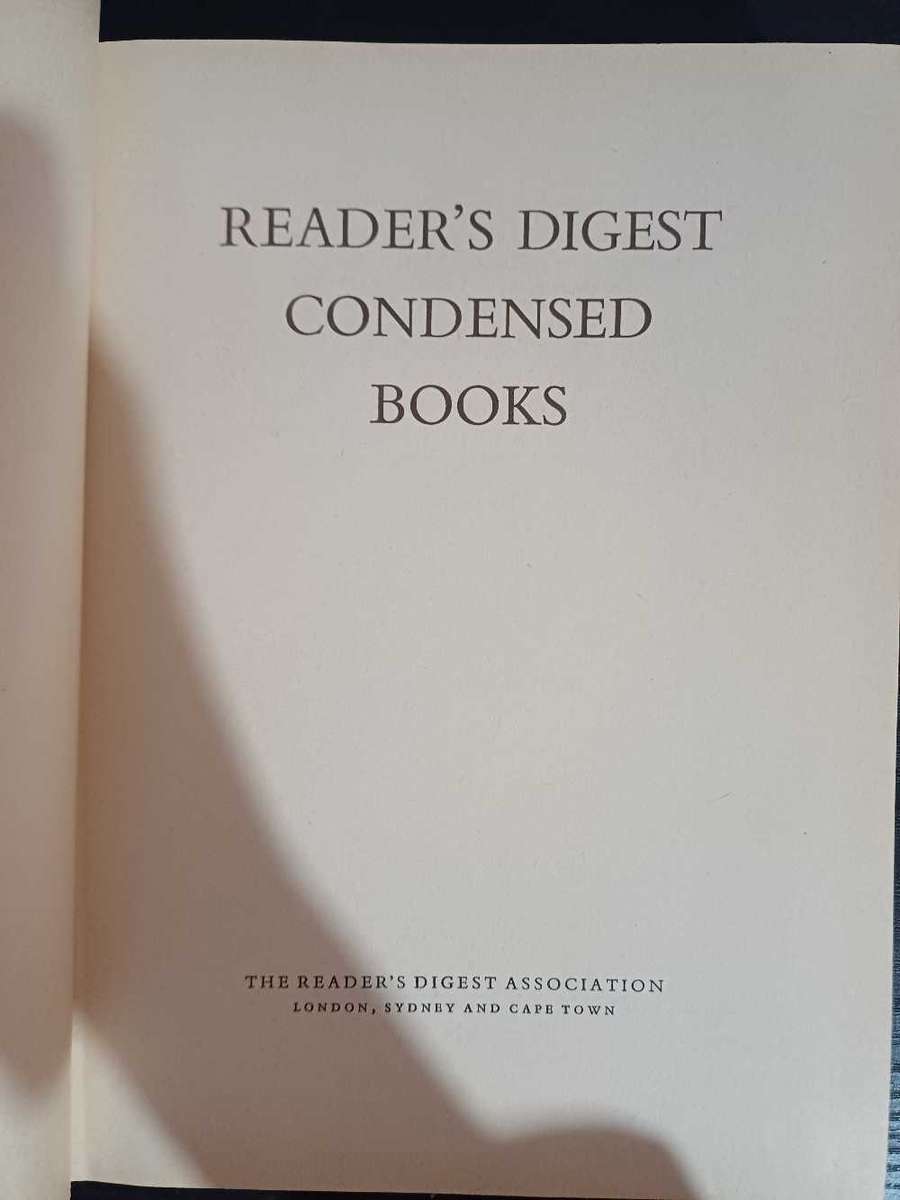 READER'S DIGEST
CONDENSED
BOOKS
THE READER'S DIGEST ASSOCIATION
LONDON, SYDNEY AND CAPE TOWN